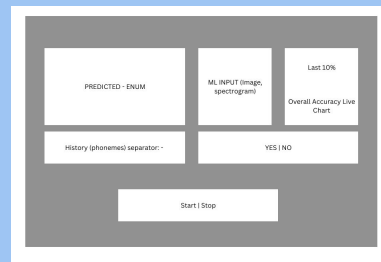 PREDICTED - ENUM
ML INPUT (Image,
spectrogram)
Last 10%
Overall Accuracy Live
Chart
History (phonemes) separator: -
YES | NO
Start | Stop